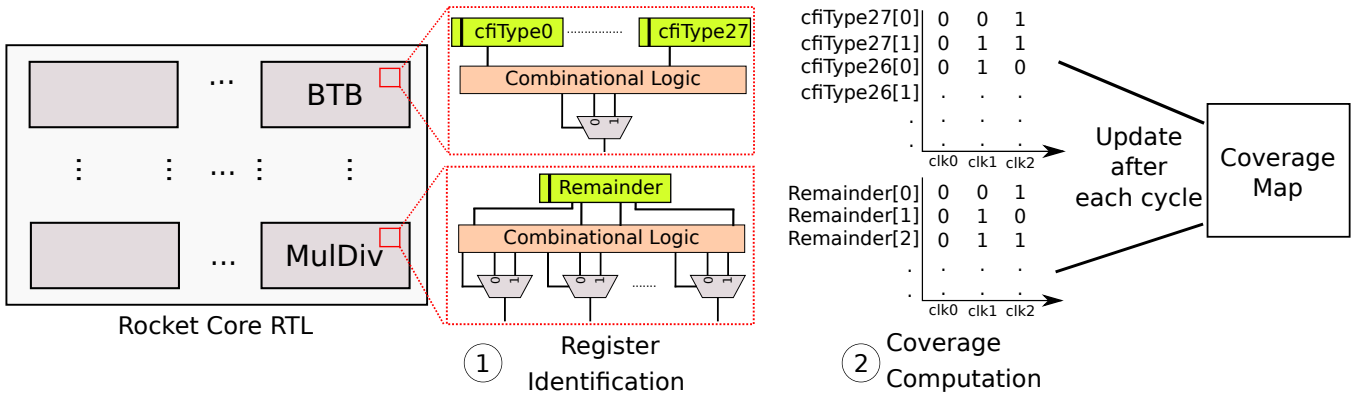 BTB
...
MulDiv
...
Rocket Core RTL
cfiType0
cfiType27
Combinational Logic
0 1
Remainder
Combinational Logic
0 1
0 1
0 1
1
Register
Identification
cfiType27[0] 0 0 1
cfiType27[1] 0 1 1
cfiType26[0] 0 1 0
cfiType26[1] . . .
. . . .
. . . .
clk0 clk1 clk2
Remainder[0] 0 0 1
Remainder[1] 0 1 0
Remainder[2] 0 1 1
. . . .
. . . .
clk0 clk1 clk2
Update
after
each cycle
Coverage
Map
2
Coverage
Computation